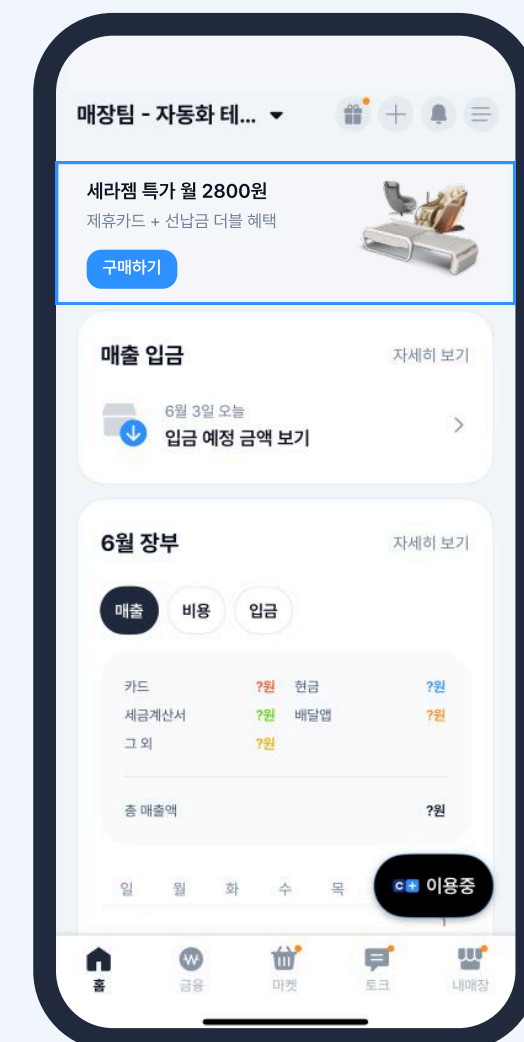 매장팀 - 자동화 테...
세라젬 특가 월 2800원
제휴카드 + 선납금 더블 혜택
구매하기
매출 입금 자세히 보기
6월 3일 오늘
입금 예정 금액 보기
6월 장부 자세히 보기
매출 비용 입금
카드 ?원 현금 ?원
세금계산서 ?원 배달앱 ?원
그 외 ?원
총 매출액 ?원
일 월 화 수 목
C+ 이용중
홈 금융 마켓 토크 내매장